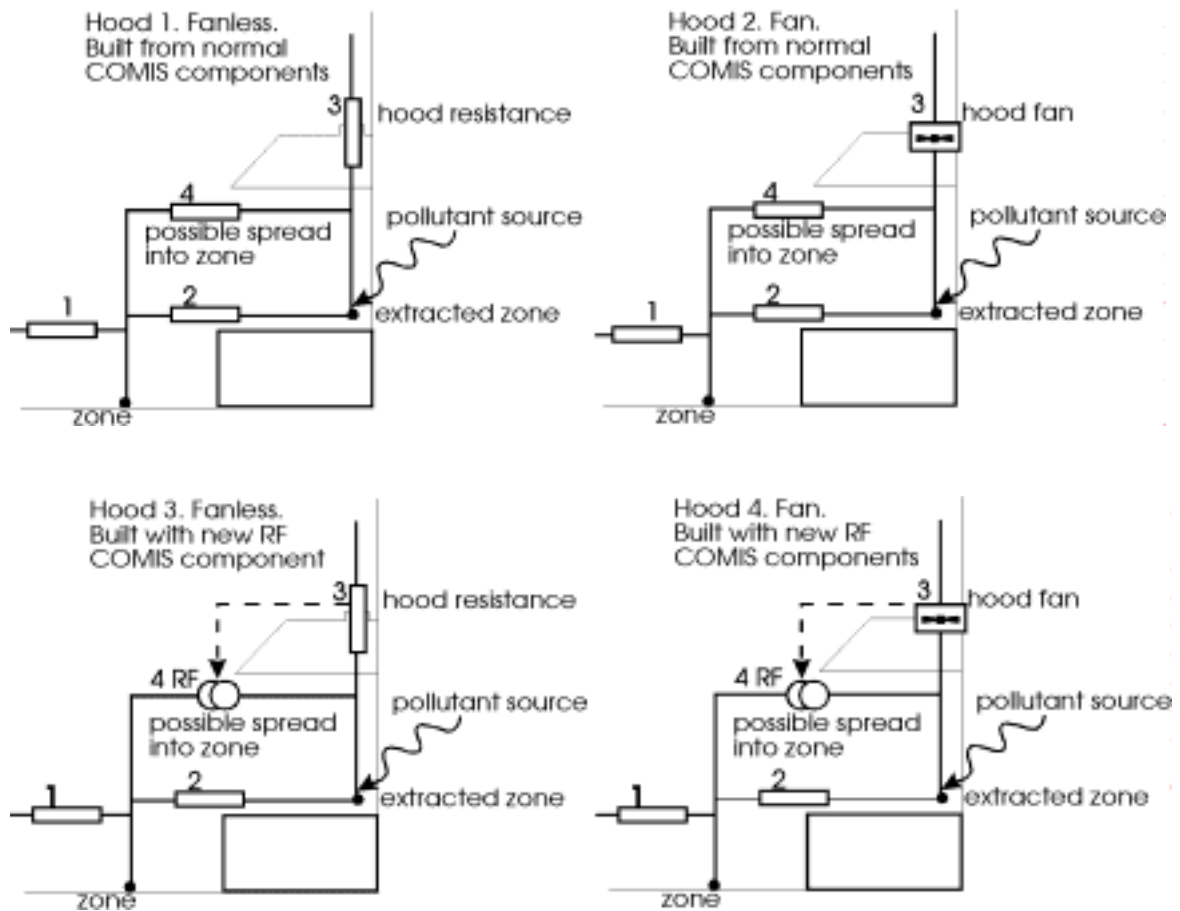 Hood 1. Fanless.
Built from normal
COMIS components
3
hood resistance
4
possible spread
into zone
pollutant source
1
2
extracted zone
zone
Hood 2. Fan.
Built from normal
COMIS components
3
hood fan
4
possible spread
into zone
pollutant source
1
2
extracted zone
zone
Hood 3. Fanless.
Built with new RF
COMIS component
3
hood resistance
4 RF
possible spread
into zone
pollutant source
1
2
extracted zone
zone
Hood 4. Fan.
Built with new RF
COMIS components
3
hood fan
4 RF
possible spread
into zone
pollutant source
1
2
extracted zone
zone